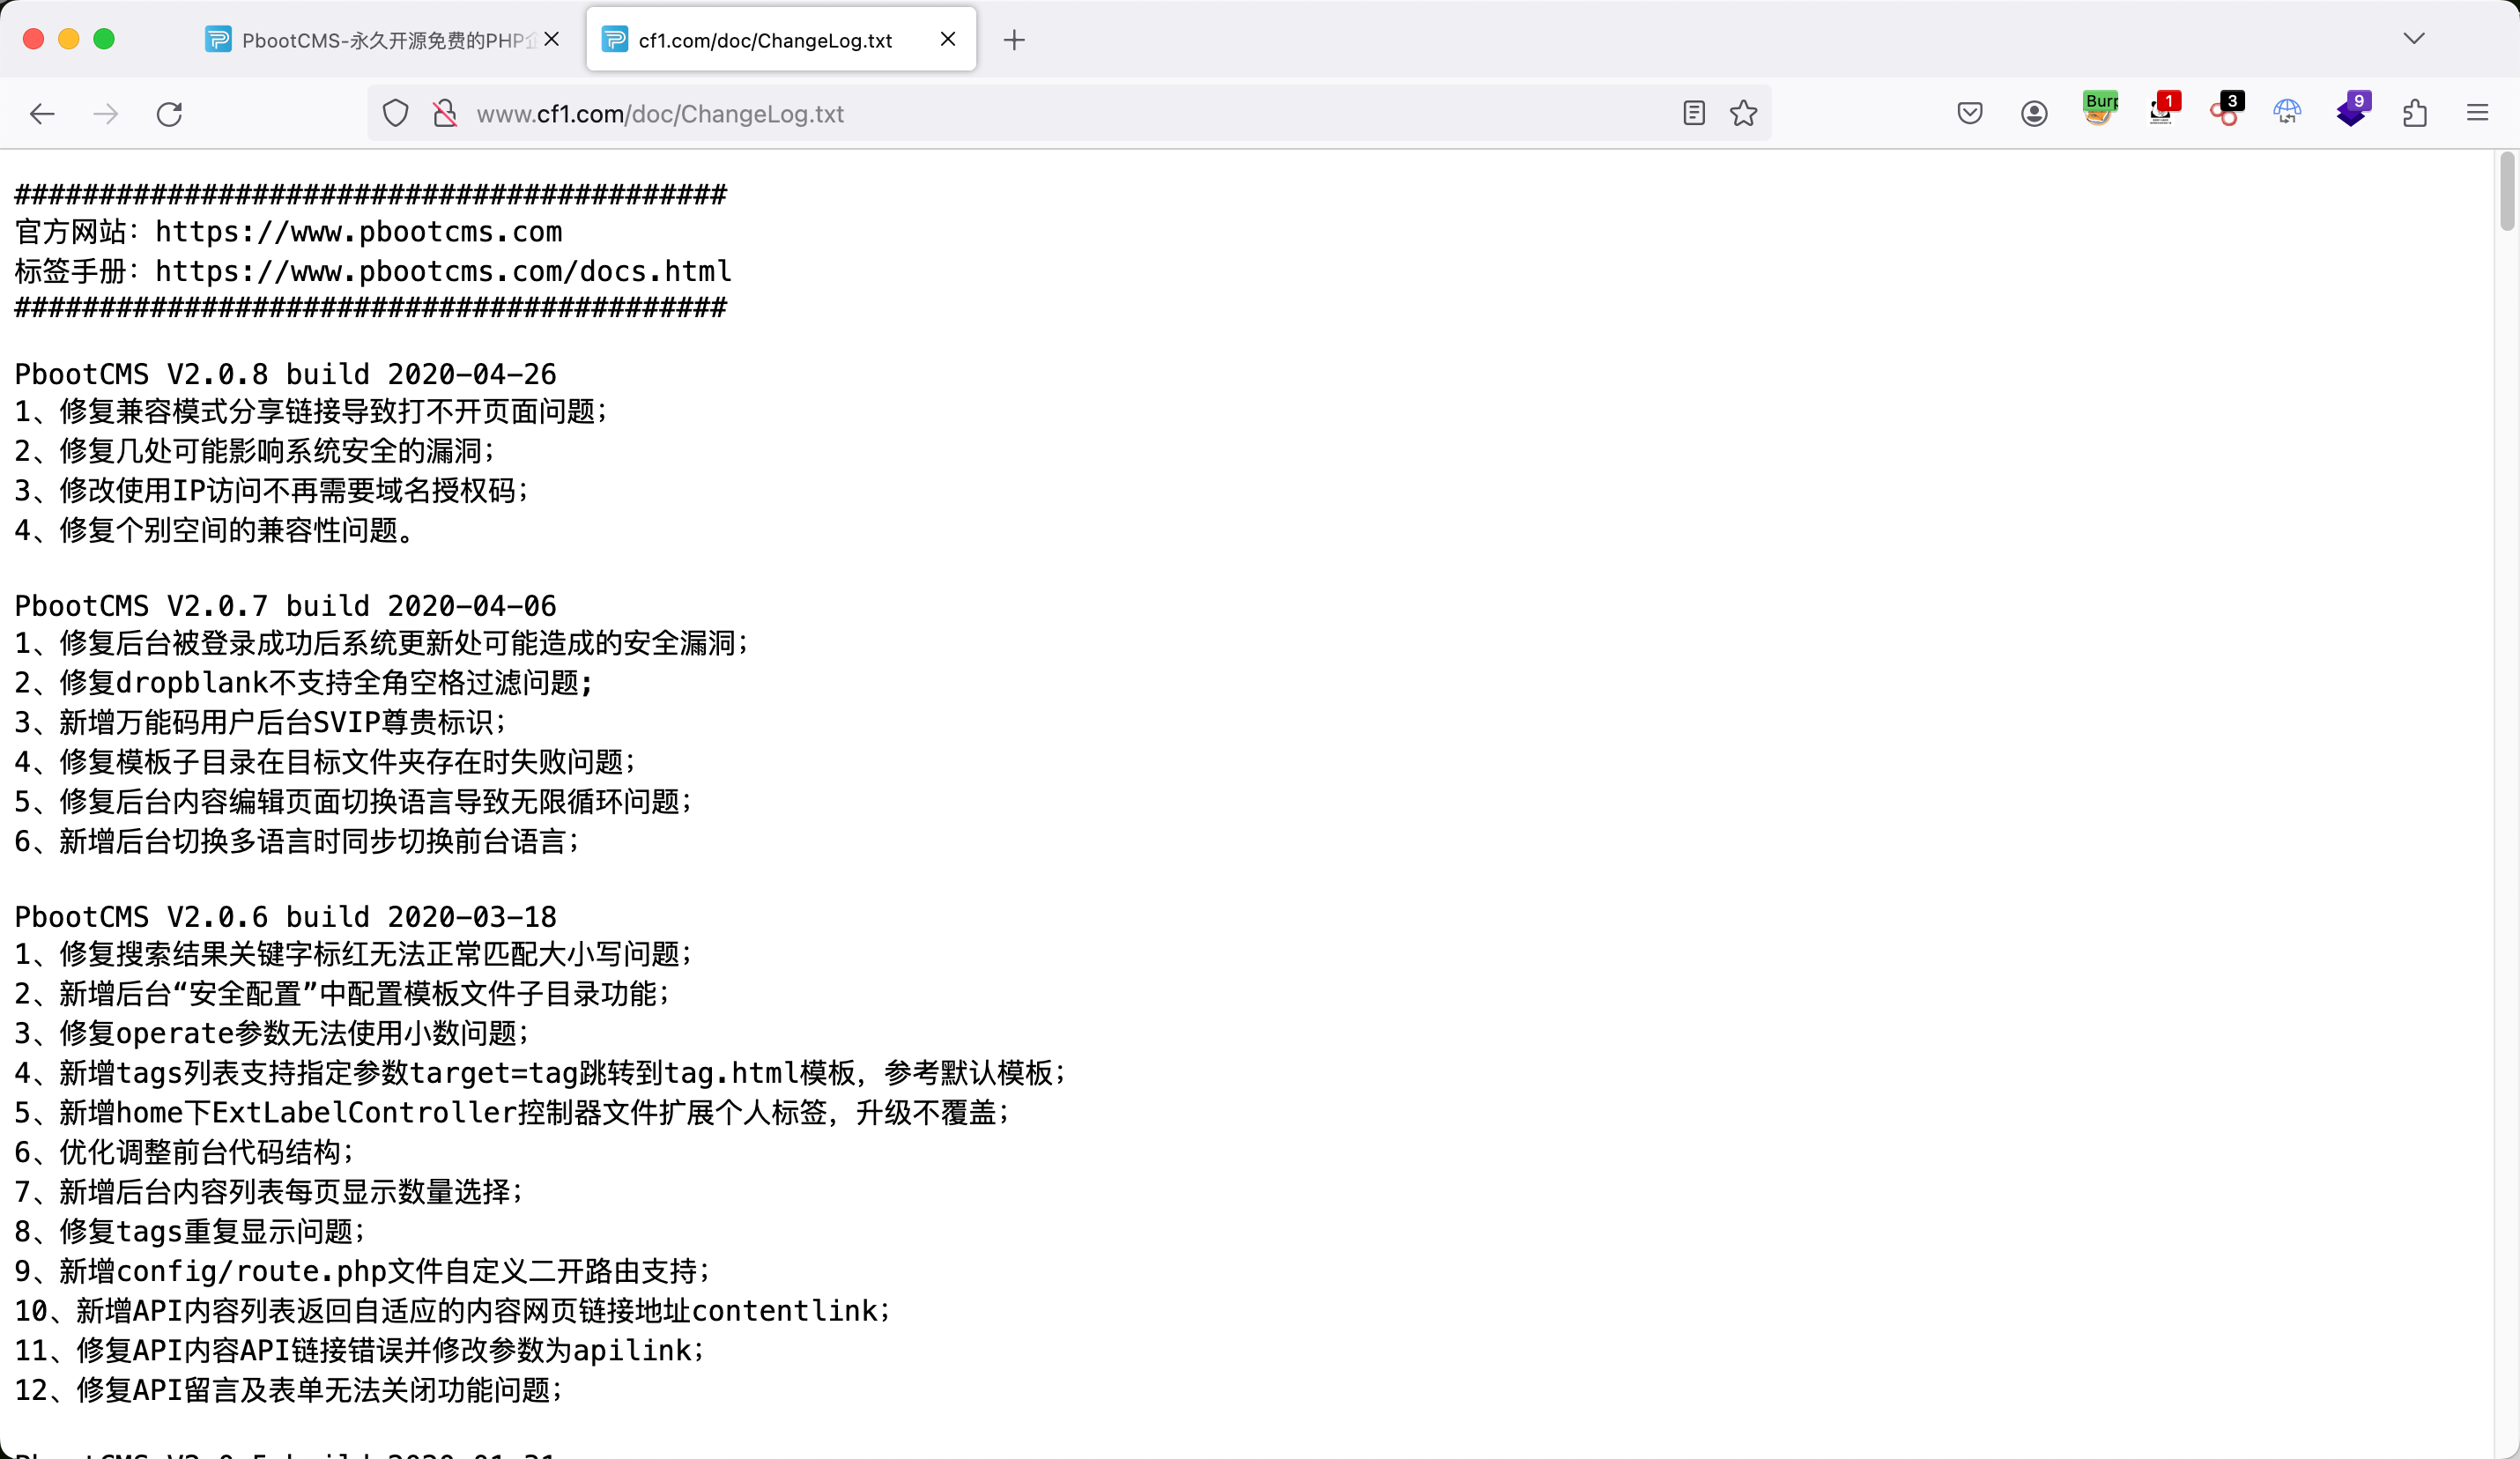 PbootCMS-永久开源免费的PHP企
cf1.com/doc/ChangeLog.txt
www.cf1.com/doc/ChangeLog.txt
Burp
1
3
9
##########################################
官方网站：https://www.pbootcms.com
标签手册：https://www.pbootcms.com/docs.html
##########################################
PbootCMS V2.0.8 build 2020-04-26
1、修复兼容模式分享链接导致打不开页面问题；
2、修复几处可能影响系统安全的漏洞；
3、修改使用IP访问不再需要域名授权码；
4、修复个别空间的兼容性问题。
PbootCMS V2.0.7 build 2020-04-06
1、修复后台被登录成功后系统更新处可能造成的安全漏洞；
2、修复dropblank不支持全角空格过滤问题;
3、新增万能码用户后台SVIP尊贵标识；
4、修复模板子目录在目标文件夹存在时失败问题；
5、修复后台内容编辑页面切换语言导致无限循环问题；
6、新增后台切换多语言时同步切换前台语言；
PbootCMS V2.0.6 build 2020-03-18
1、修复搜索结果关键字标红无法正常匹配大小写问题；
2、新增后台“安全配置”中配置模板文件子目录功能；
3、修复operate参数无法使用小数问题；
4、新增tags列表支持指定参数target=tag跳转到tag.html模板，参考默认模板；
5、新增home下ExtLabelController控制器文件扩展个人标签，升级不覆盖；
6、优化调整前台代码结构；
7、新增后台内容列表每页显示数量选择；
8、修复tags重复显示问题；
9、新增config/route.php文件自定义二开路由支持；
10、新增API内容列表返回自适应的内容网页链接地址contentlink；
11、修复API内容API链接错误并修改参数为apilink；
12、修复API留言及表单无法关闭功能问题；
PbootCMS V2.0.5 build 2020-01-31